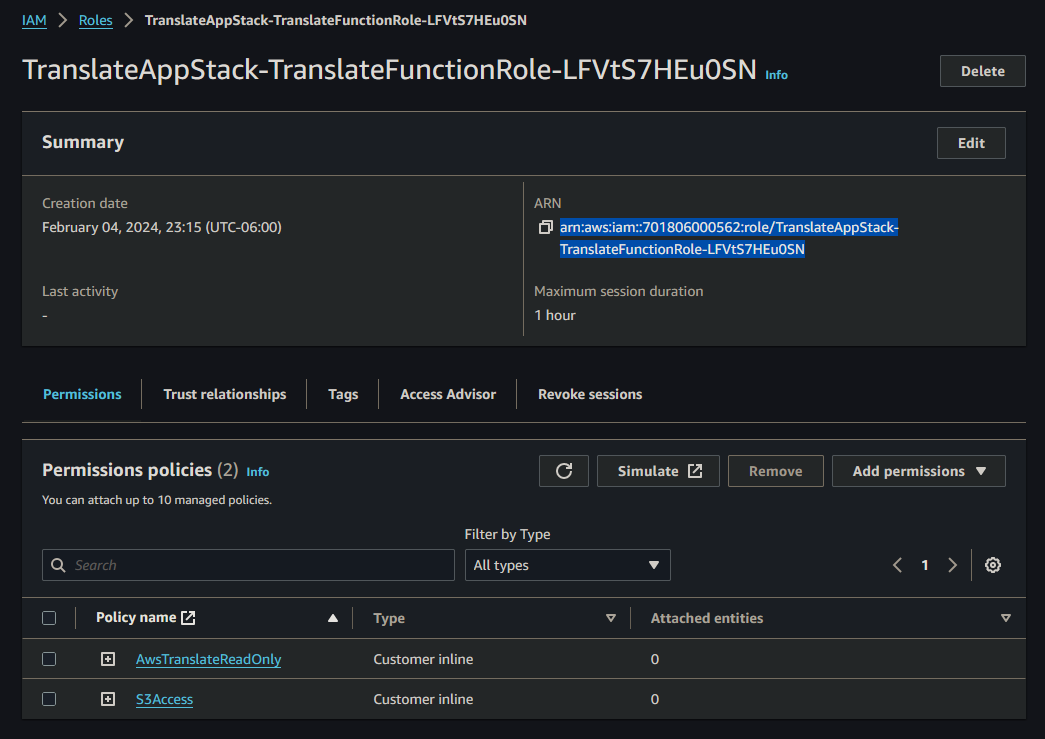 IAM > Roles > TranslateAppStack-TranslateFunctionRole-LFVtS7HEu0SN
TranslateAppStack-TranslateFunctionRole-LFVtS7HEu0SN Info
Delete
Summary
Edit
Creation date
February 04, 2024, 23:15 (UTC-06:00)
ARN
arn:aws:iam::701806000562:role/TranslateAppStack-
TranslateFunctionRole-LFVtS7HEu0SN
Last activity
-
Maximum session duration
1 hour
Permissions
Trust relationships
Tags
Access Advisor
Revoke sessions
Permissions policies (2) Info
You can attach up to 10 managed policies.
Simulate
Remove
Add permissions
Filter by Type
Search
All types
1
Policy name
Type
Attached entities
AwsTranslateReadOnly
Customer inline
0
S3Access
Customer inline
0